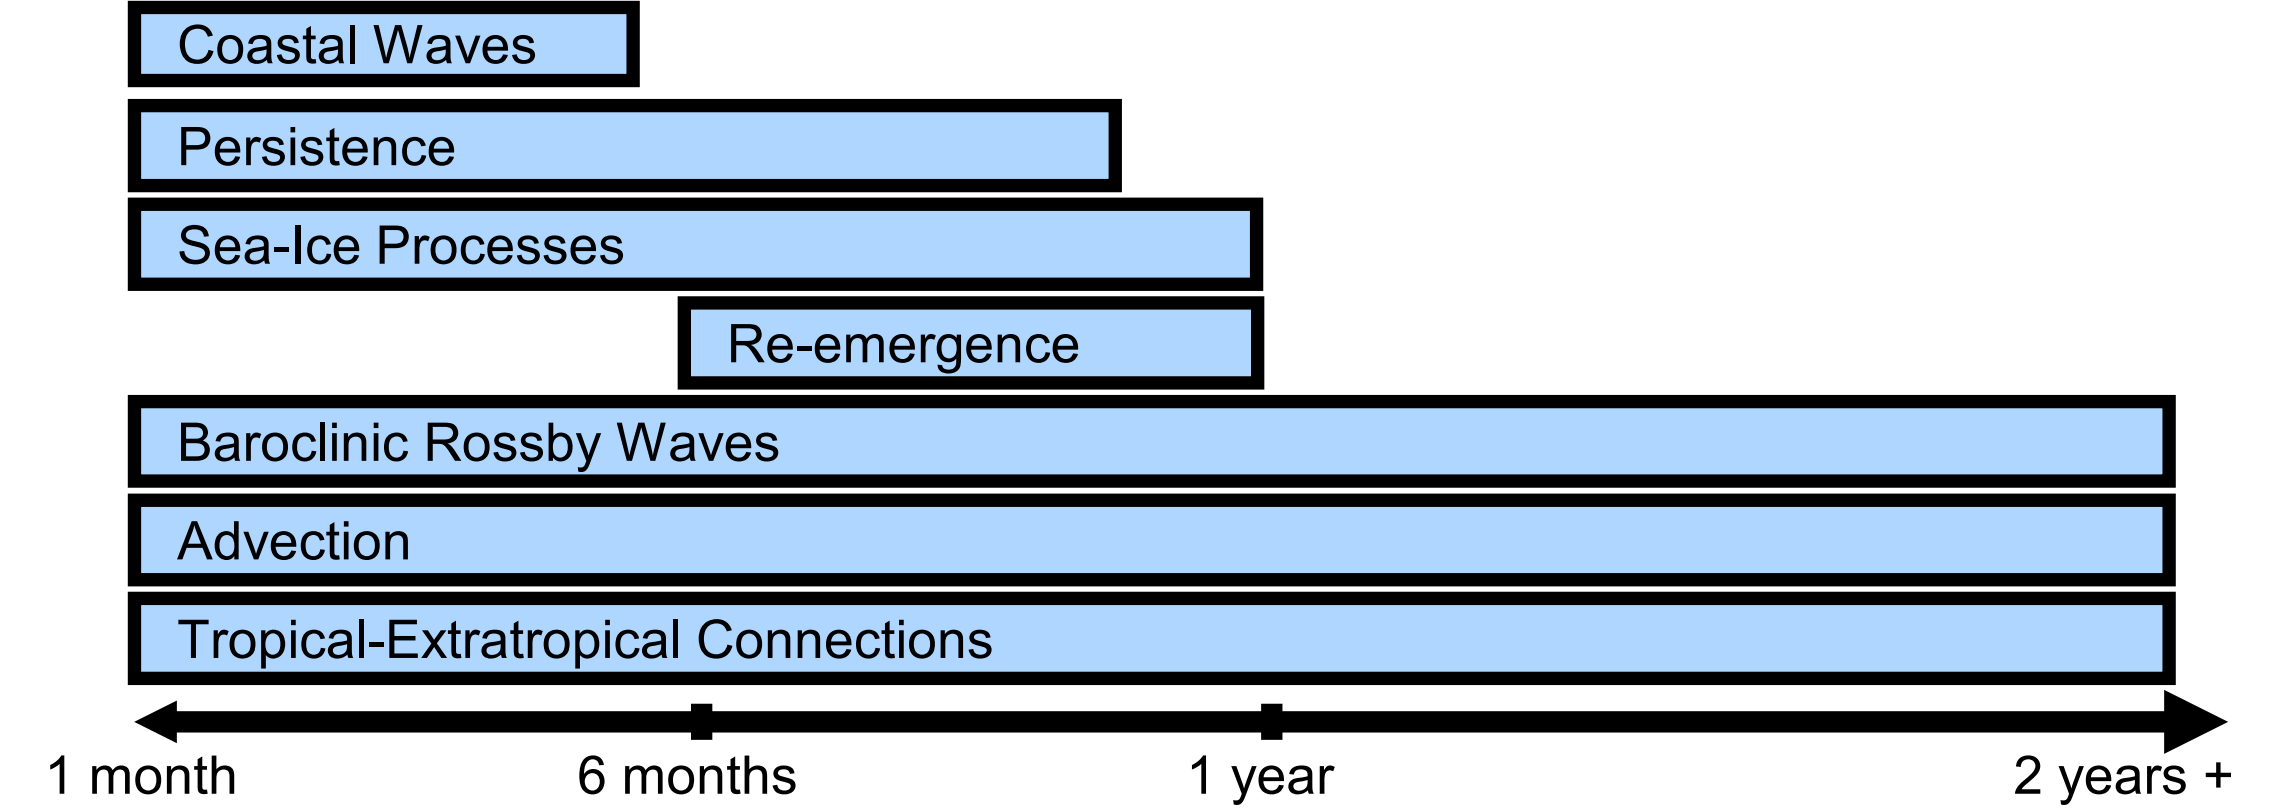 Coastal Waves
Persistence
Sea-Ice Processes
Re-emergence
Baroclinic Rossby Waves
Advection
Tropical-Extratropical Connections
1 month 6 months 1 year 2 years +